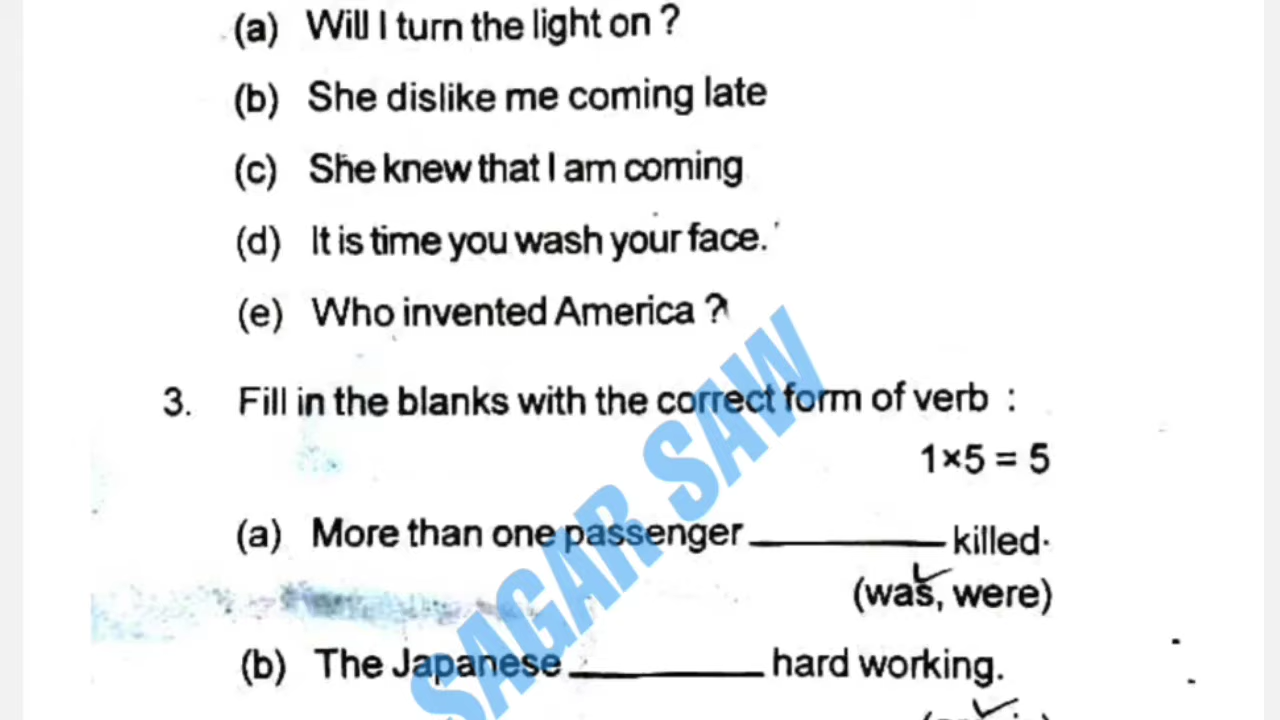 (a) Will I turn the light on ?
(b) She dislike me coming late
(c) She knew that I am coming
(d) It is time you wash your face.
(e) Who invented America ?
3. Fill in the blanks with the correct form of verb :
1×5 = 5
(a) More than one passenger __________ killed.
(was, were)
(b) The Japanese __________ hard working.
SAGAR SAW